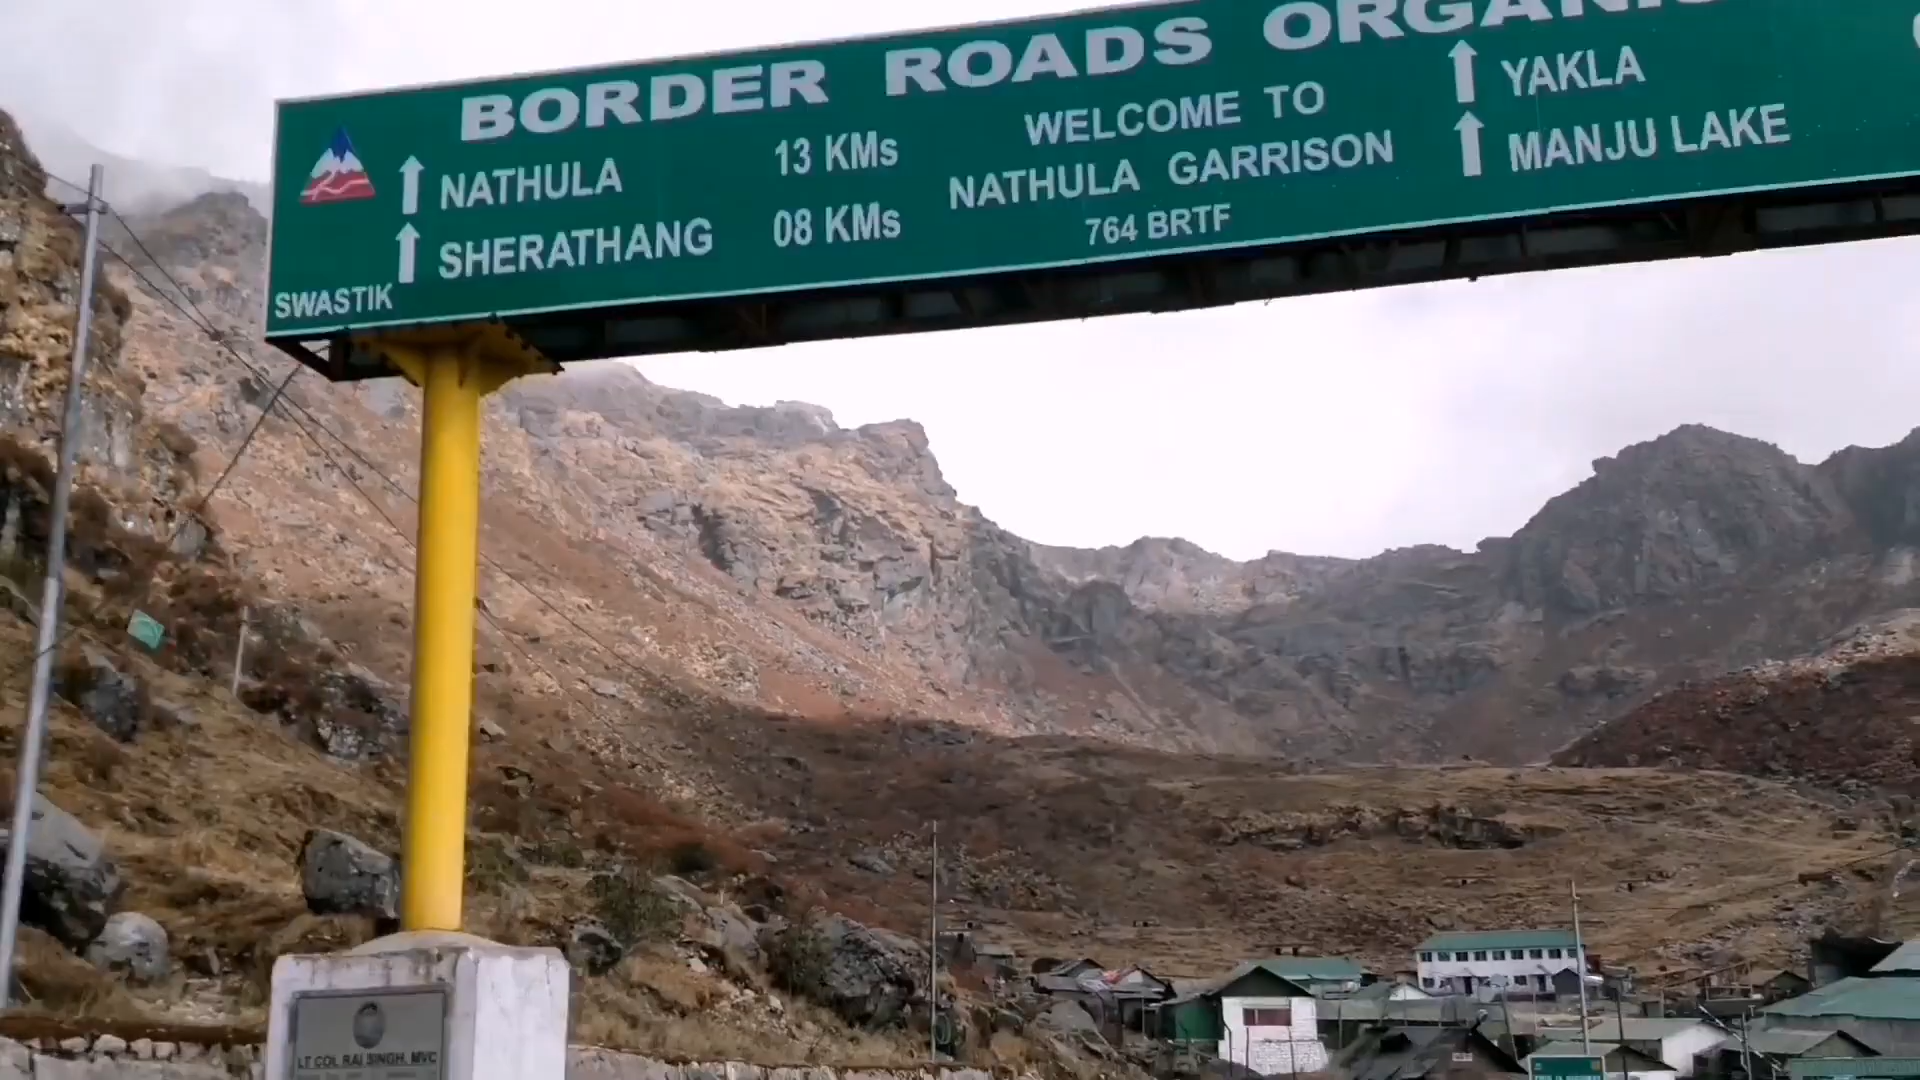 BORDER ROADS
NATHULA 13 KMs
SHERATHANG 08 KMs
SWASTIK
WELCOME TO
NATHULA GARRISON
764 BRTF
YAKLA
MANJU LAKE
LT COL RAI SINGH, MVC